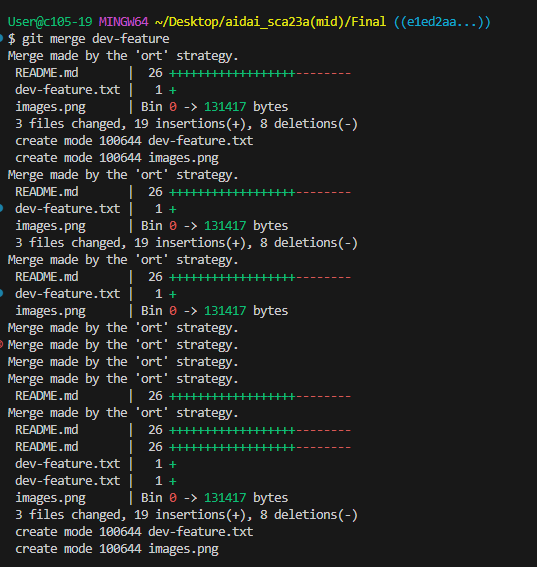 User@c105-19 MINGW64 ~/Desktop/aidai_sca23a(mid)/Final ((e1ed2aa...))
$ git merge dev-feature
Merge made by the 'ort' strategy.
README.md | 26 ++++++++++++++++++--------
dev-feature.txt | 1 +
images.png | Bin 0 -> 131417 bytes
3 files changed, 19 insertions(+), 8 deletions(-)
create mode 100644 dev-feature.txt
create mode 100644 images.png
Merge made by the 'ort' strategy.
README.md | 26 ++++++++++++++++++--------
dev-feature.txt | 1 +
images.png | Bin 0 -> 131417 bytes
3 files changed, 19 insertions(+), 8 deletions(-)
Merge made by the 'ort' strategy.
README.md | 26 ++++++++++++++++++--------
dev-feature.txt | 1 +
images.png | Bin 0 -> 131417 bytes
Merge made by the 'ort' strategy.
Merge made by the 'ort' strategy.
Merge made by the 'ort' strategy.
Merge made by the 'ort' strategy.
README.md | 26 ++++++++++++++++++--------
Merge made by the 'ort' strategy.
README.md | 26 ++++++++++++++++++--------
README.md | 26 ++++++++++++++++++--------
dev-feature.txt | 1 +
dev-feature.txt | 1 +
images.png | Bin 0 -> 131417 bytes
3 files changed, 19 insertions(+), 8 deletions(-)
create mode 100644 dev-feature.txt
create mode 100644 images.png